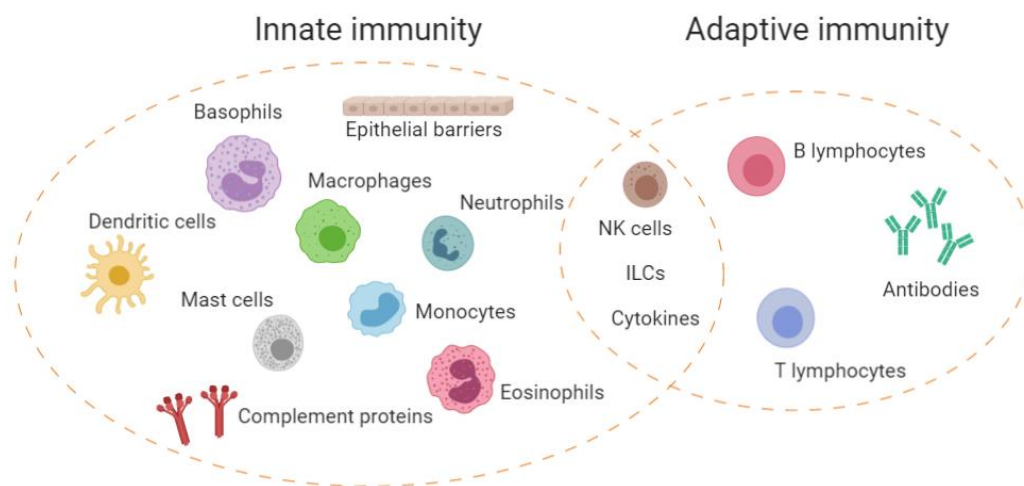 Innate immunity
Adaptive immunity
Basophils
Epithelial barriers
B lymphocytes
Macrophages
Neutrophils
Dendritic cells
NK cells
ILCs
Antibodies
Mast cells
Monocytes
Cytokines
T lymphocytes
Eosinophils
Complement proteins